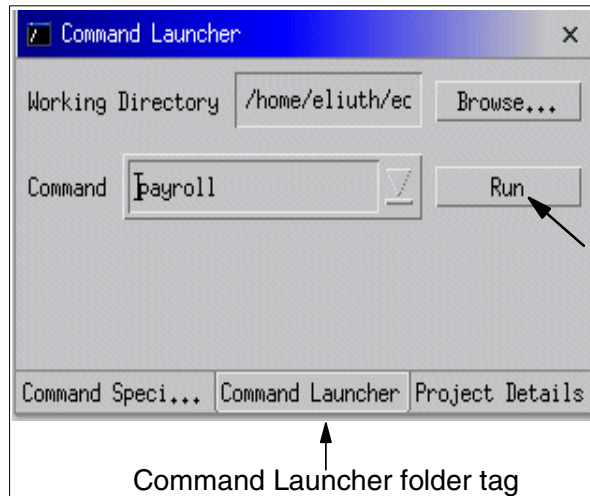 Command Launcher
Working Directory /home/eliuth/ec Browse...
Command payroll Run
Command Speci... Command Launcher Project Details
Command Launcher folder tag